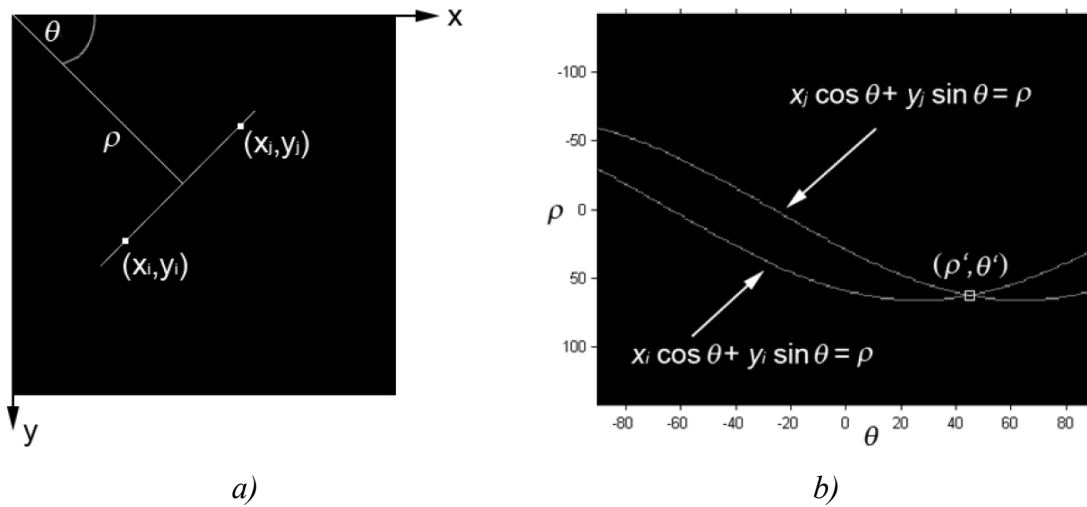 x
θ
ρ
(xj,yj)
(xi,yi)
y
a)
-100
-50
0
50
100
ρ
xj cos θ + yj sin θ = ρ
(ρ‘,θ‘)
xi cos θ + yi sin θ = ρ
-80 -60 -40 -20 0 20 40 60 80
θ
b)